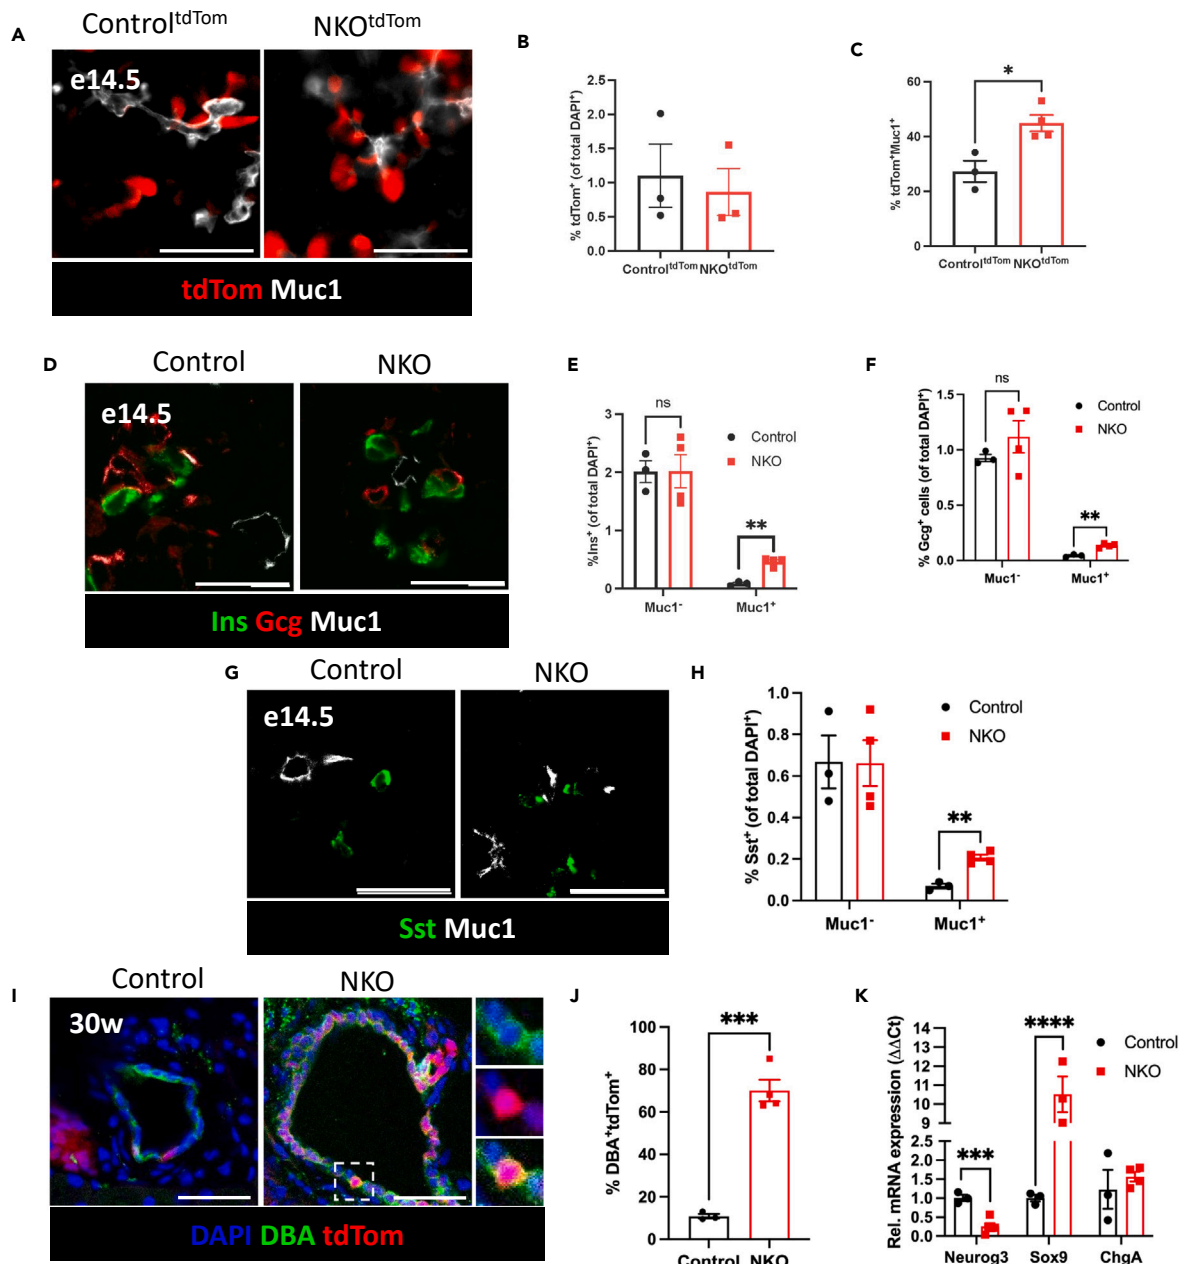 A
Control^tdTom
NKO^tdTom
e14.5
tdTom Muc1
B
% tdTom⁺ (of total DAPI⁺)
2.5
2.0
1.5
1.0
0.5
0.0
Control^tdTom NKO^tdTom
C
% tdTom⁺Muc1⁺
60
40
20
0
*
Control^tdTom NKO^tdTom
D
Control
NKO
e14.5
Ins Gcg Muc1
E
%Ins⁺ (of total DAPI⁺)
3
2
1
0
ns
**
Control
NKO
Muc1⁻
Muc1⁺
F
% Gcg⁺ cells (of total DAPI⁺)
1.5
1.0
0.5
0.0
ns
**
Control
NKO
Muc1⁻
Muc1⁺
G
Control
NKO
e14.5
Sst Muc1
H
% Sst⁺ (of total DAPI⁺)
1.0
0.8
0.6
0.4
0.2
0.0
**
Control
NKO
Muc1⁻
Muc1⁺
I
Control
NKO
30w
DAPI DBA tdTom
J
% DBA⁺tdTom⁺
100
80
60
40
20
0
***
Control NKO
K
Rel. mRNA expression (ΔΔCt)
14
13
12
11
10
9
2.5
2.0
1.5
1.0
0.5
0.0
***
****
Control
NKO
Neurog3
Sox9
ChgA